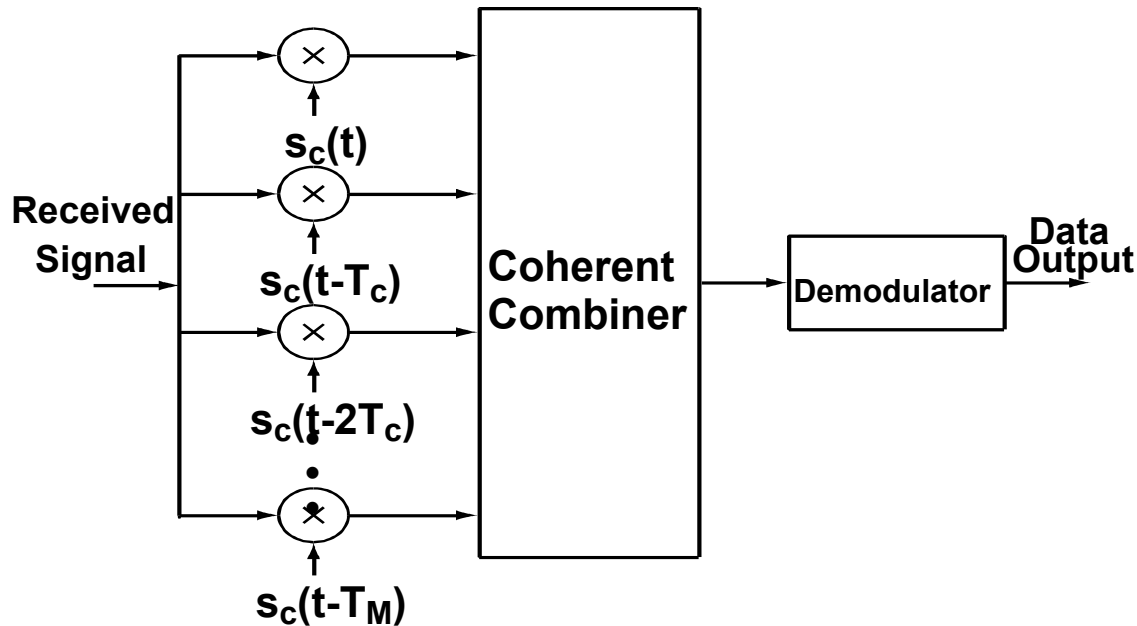 s_c(t)
Received
Signal
s_c(t-T_c)
Coherent
Combiner
Demodulator
Data
Output
s_c(t-2T_c)
s_c(t-T_M)